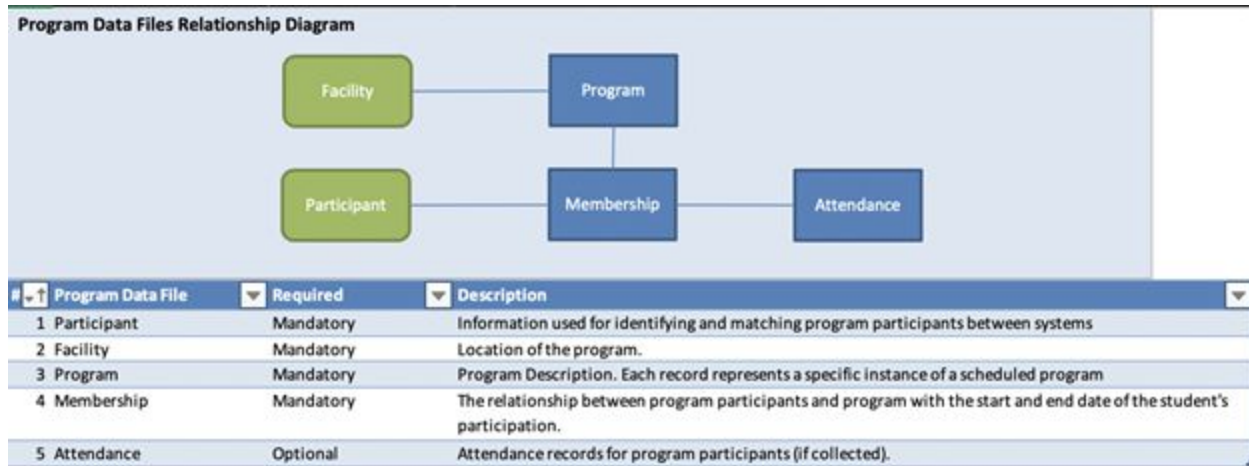 Program Data Files Relationship Diagram
Facility
Program
Participant
Membership
Attendance
# Program Data File Required Description
1 Participant Mandatory Information used for identifying and matching program participants between systems
2 Facility Mandatory Location of the program.
3 Program Mandatory Program Description. Each record represents a specific instance of a scheduled program
4 Membership Mandatory The relationship between program participants and program with the start and end date of the student's
participation.
5 Attendance Optional Attendance records for program participants (if collected).